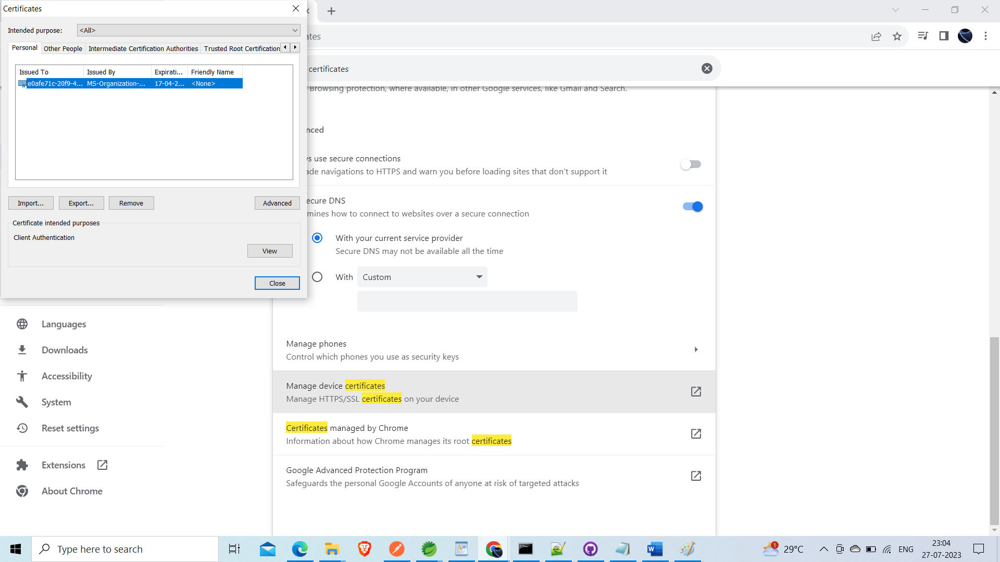 Certificates
Intended purpose:
<All>
Personal
Other People
Intermediate Certification Authorities
Trusted Root Certification
Issued To
Issued By
Expirati...
Friendly Name
e0afe71c-20f9-4...
MS-Organization-...
17-04-2...
<None>
Import...
Export...
Remove
Advanced
Certificate intended purposes
Client Authentication
View
Close
certificates
Browsing protection, where available, in other Google services, like Gmail and Search.
use secure connections
navigations to HTTPS and warn you before loading sites that don't support it
ecure DNS
mines how to connect to websites over a secure connection
With your current service provider
Secure DNS may not be available all the time
With
Custom
Manage phones
Control which phones you use as security keys
Manage device certificates
Manage HTTPS/SSL certificates on your device
Certificates managed by Chrome
Information about how Chrome manages its root certificates
Google Advanced Protection Program
Safeguards the personal Google Accounts of anyone at risk of targeted attacks
Languages
Downloads
Accessibility
System
Reset settings
Extensions
About Chrome
Type here to search
1
29°C
ENG
23:04
27-07-2023